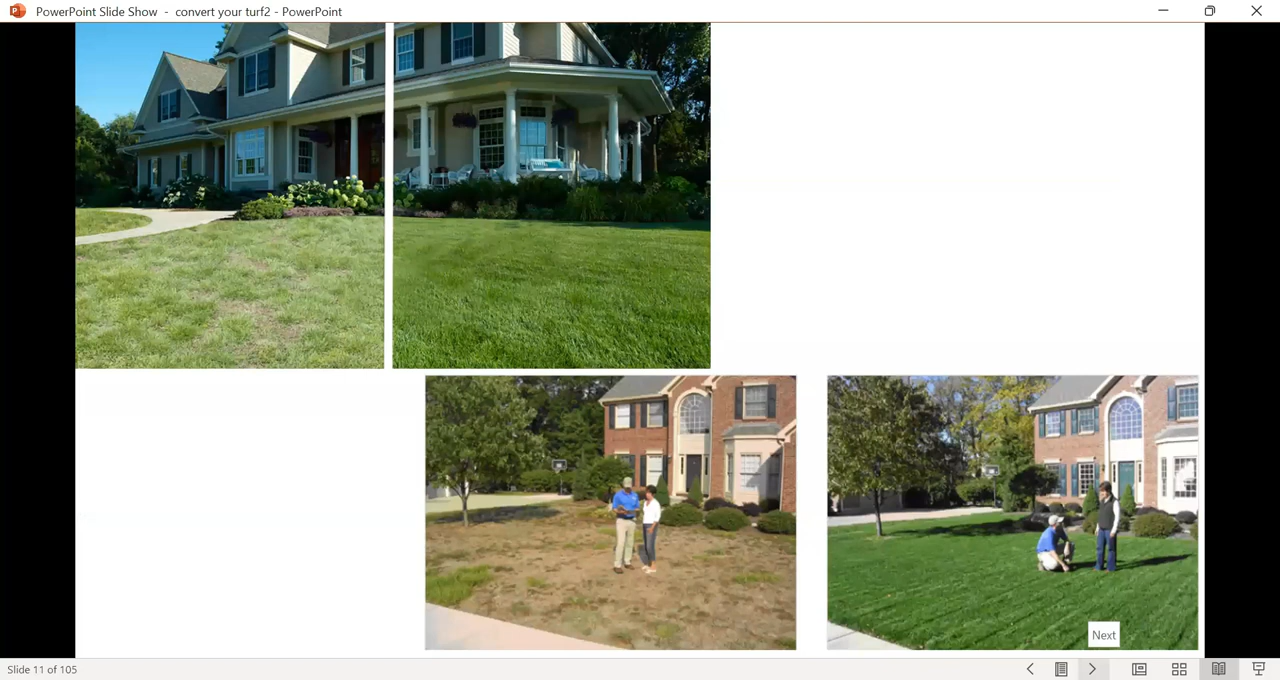 PowerPoint Slide Show - convert your turf2 - PowerPoint
Next
Slide 11 of 105